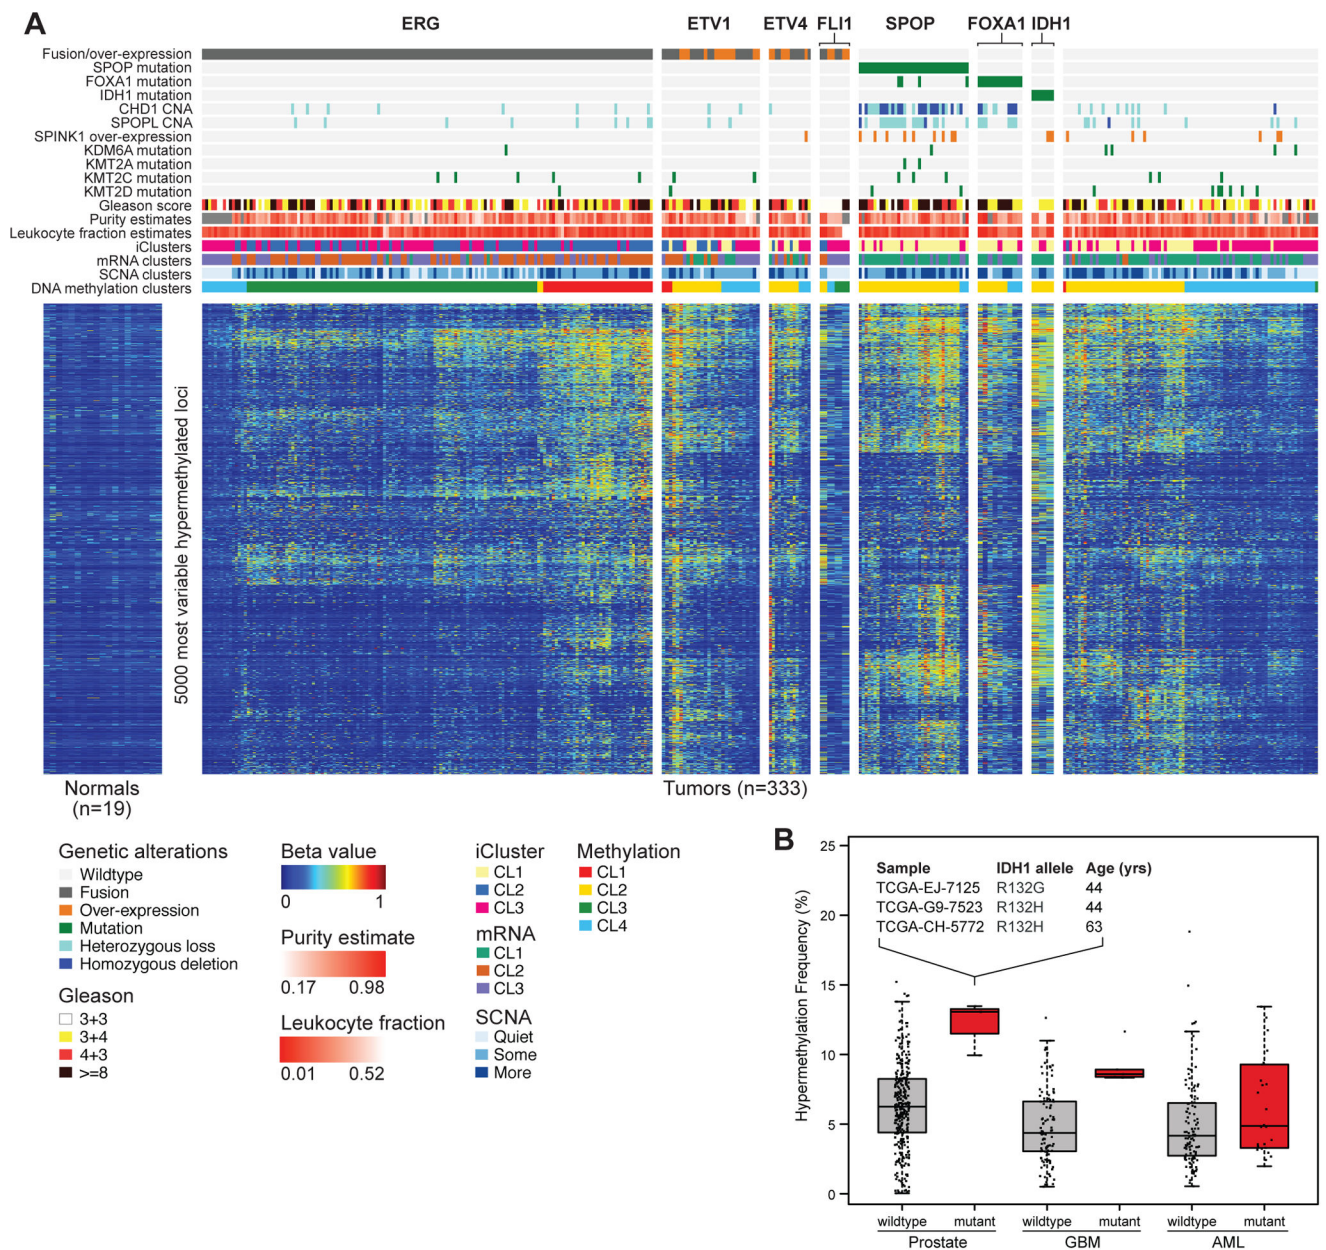 A
ERG ETV1 ETV4 FLI1 SPOP FOXA1 IDH1
Fusion/over-expression
SPOP mutation
FOXA1 mutation
IDH1 mutation
CHD1 CNA
SPOPL CNA
SPINK1 over-expression
KDM6A mutation
KMT2A mutation
KMT2C mutation
KMT2D mutation
Gleason score
Purity estimates
Leukocyte fraction estimates
iClusters
mRNA clusters
SCNA clusters
DNA methylation clusters
5000 most variable hypermethylated loci
Normals
(n=19)
Tumors (n=333)
Genetic alterations
Wildtype
Fusion
Over-expression
Mutation
Heterozygous loss
Homozygous deletion
Gleason
3+3
3+4
4+3
>=8
Beta value
0 1
Purity estimate
0.17 0.98
Leukocyte fraction
0.01 0.52
iCluster
CL1
CL2
CL3
mRNA
CL1
CL2
CL3
SCNA
Quiet
Some
More
Methylation
CL1
CL2
CL3
CL4
B
Hypermethylation Frequency (%)
25
20
15
10
5
0
Sample IDH1 allele Age (yrs)
TCGA-EJ-7125 R132G 44
TCGA-G9-7523 R132H 44
TCGA-CH-5772 R132H 63
wildtype mutant wildtype mutant wildtype mutant
Prostate GBM AML